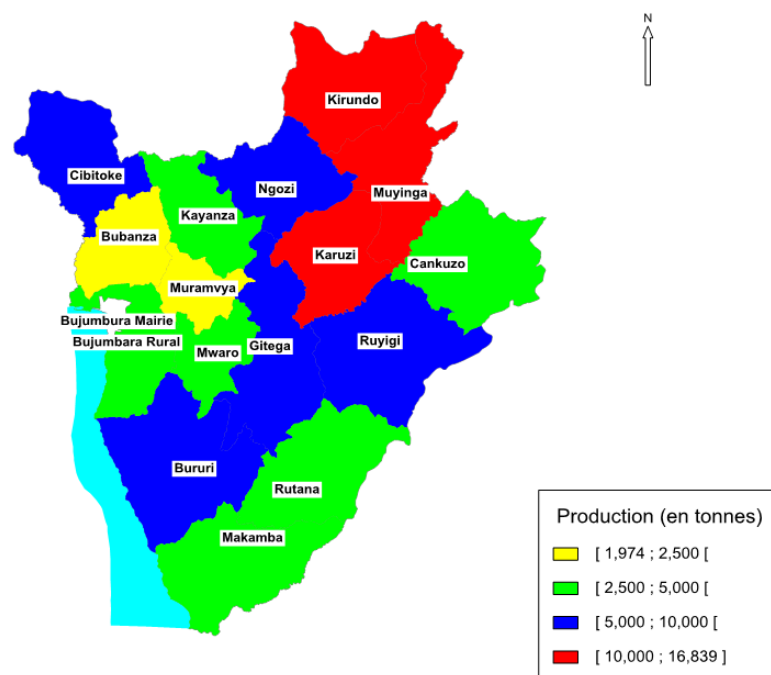 N
Kirundo
Cibitoke
Ngozi
Muyinga
Kayanza
Bubanza
Karuzi
Cankuzo
Muramvya
Bujumbura Mairie
Bujumbara Rural
Mwaro
Gitega
Ruyigi
Bururi
Rutana
Makamba
Production (en tonnes)
[ 1,974 ; 2,500 [
[ 2,500 ; 5,000 [
[ 5,000 ; 10,000 [
[ 10,000 ; 16,839 ]